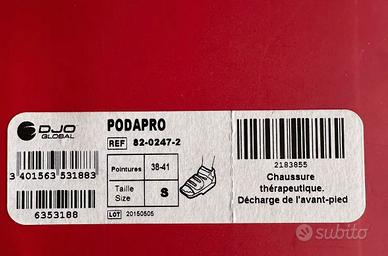 DJO
GLOBAL
PODAPRO
REF 82-0247-2
3 401563 531883
6353188
Pointures 38-41
Taille
Size S
LOT 20150505
2183855
Chaussure
thérapeutique.
Décharge de l'avant-pied
subito